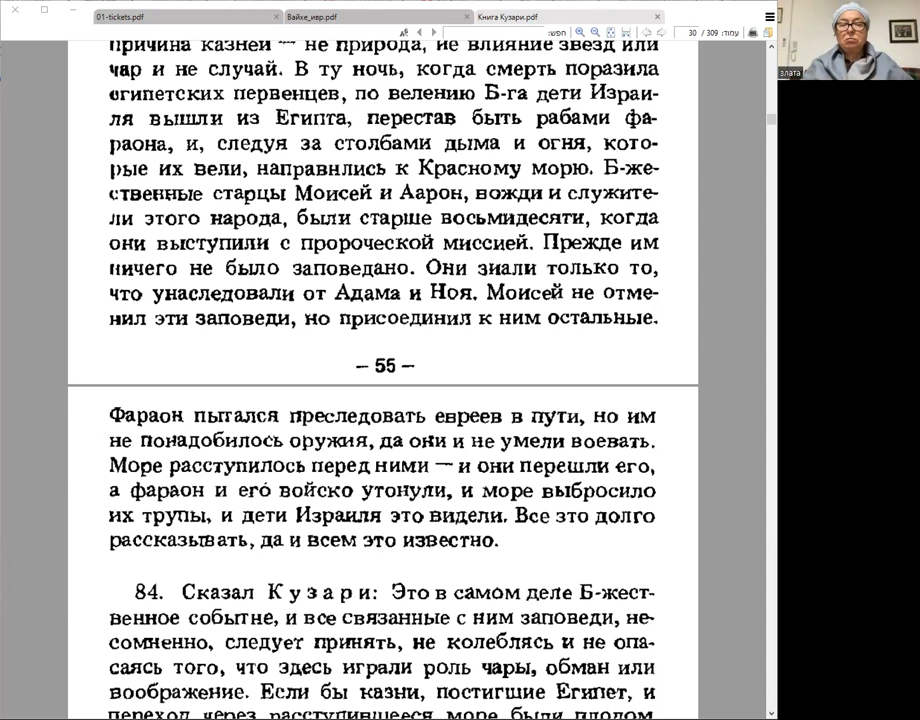 01-tickets.pdf
Вайхе_ивр.pdf
Книга Кузари.pdf
חפש:
30 / 309
עמוד:
злата
причина казней — не природа, не влияние звезд или
чар и не случай. В ту ночь, когда смерть поразила
египетских первенцев, по велению Б-га дети Израи-
ля вышли из Египта, перестав быть рабами фа-
раона, и, следуя за столбами дыма и огня, кото-
рые их вели, направились к Красному морю. Б-же-
ственные старцы Моисей и Аарон, вожди и служите-
ли этого народа, были старше восьмидесяти, когда
они выступили с пророческой миссией. Прежде им
ничего не было заповедано. Они знали только то,
что унаследовали от Адама и Ноя. Моисей не отме-
нил эти заповеди, но присоединил к ним остальные.
— 55 —
Фараон пытался преследовать евреев в пути, но им
не понадобилось оружия, да они и не умели воевать.
Море расступилось перед ними — и они перешли его,
а фараон и его́ войско утонули, и море выбросило
их трупы, и дети Израиля это видели. Все это долго
рассказывать, да и всем это известно.
84. Сказал Кузари: Это в самом деле Б-жест-
венное событие, и все связанные с ним заповеди, не-
сомненно, следует принять, не колеблясь и не опа-
саясь того, что здесь играли роль чары, обман или
воображение. Если бы казни, постигшие Египет, и
переход через расступившееся море были плодом